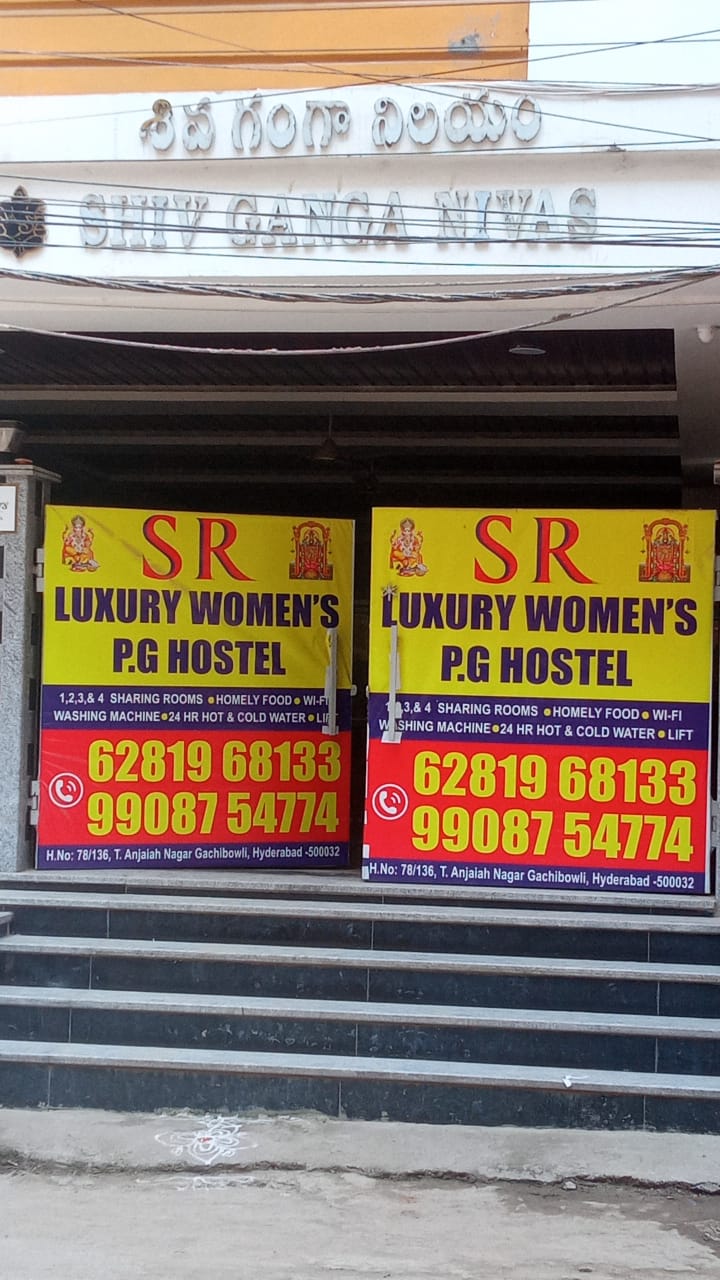 శివ గంగా నిలయం
SHIV GANGA NIVAS
SR
LUXURY WOMEN'S
P.G HOSTEL
1,2,3,& 4 SHARING ROOMS • HOMELY FOOD • WI-FI
WASHING MACHINE • 24 HR HOT & COLD WATER • LIFT
62819 68133
99087 54774
H.No: 78/136, T. Anjaiah Nagar Gachibowli, Hyderabad -500032
SR
LUXURY WOMEN'S
P.G HOSTEL
1,2,3,& 4 SHARING ROOMS • HOMELY FOOD • WI-FI
WASHING MACHINE • 24 HR HOT & COLD WATER • LIFT
62819 68133
99087 54774
H.No: 78/136, T. Anjaiah Nagar Gachibowli, Hyderabad -500032